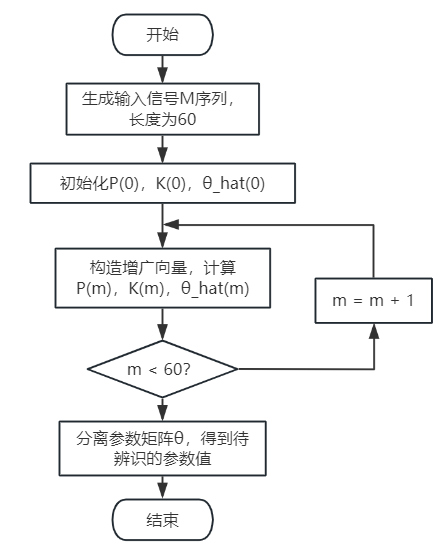 开始
生成输入信号M序列，
长度为60
初始化P(0)，K(0)，θ_hat(0)
构造增广向量，计算
P(m)，K(m)，θ_hat(m)
m = m + 1
m < 60?
分离参数矩阵θ，得到待
辨识的参数值
结束